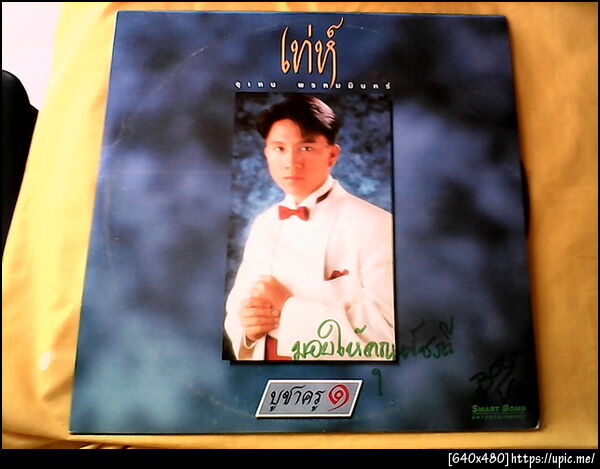 เท่ห์
อุเทน พรหมมินทร์
มอบให้คุณ
บูชาครู ๑
SMART BOMB
ENTERTAINMENT
[640x480]https://upic.me/